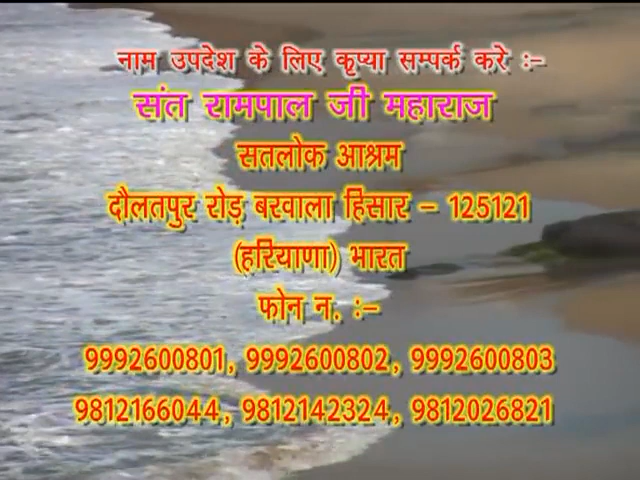 नाम उपदेश के लिए कृप्या सम्पर्क करे :-
संत रामपाल जी महाराज
सतलोक आश्रम
दौलतपुर रोड़ बरवाला हिसार - 125121
(हरियाणा) भारत
फोन न. :-
9992600801, 9992600802, 9992600803
9812166044, 9812142324, 9812026821